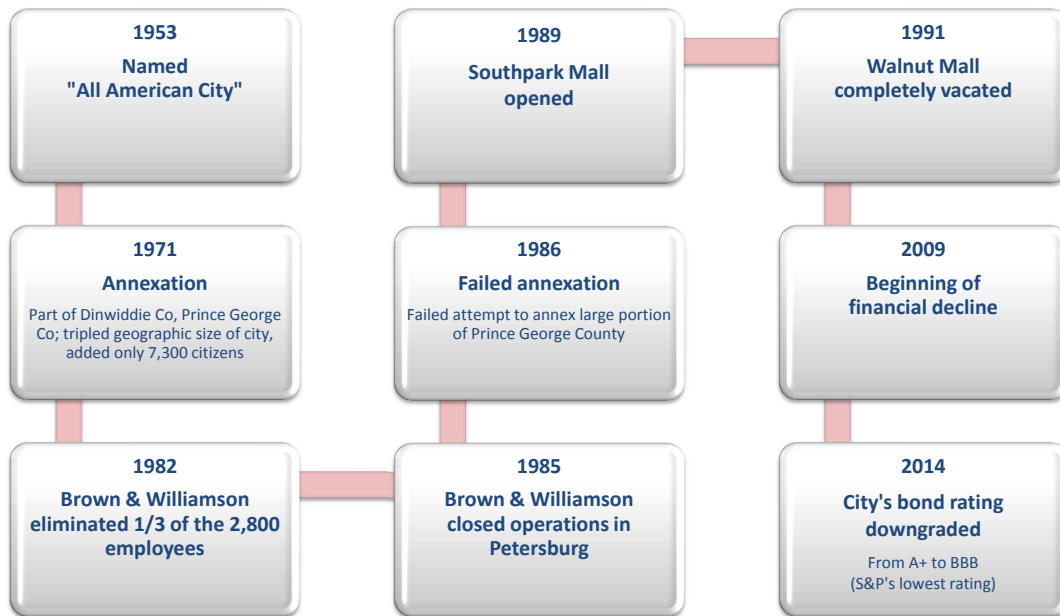 1953
Named
"All American City"
1971
Annexation
Part of Dinwiddie Co, Prince George
Co; tripled geographic size of city,
added only 7,300 citizens
1982
Brown & Williamson
eliminated 1/3 of the 2,800
employees
1985
Brown & Williamson
closed operations in
Petersburg
1986
Failed annexation
Failed attempt to annex large portion
of Prince George County
1989
Southpark Mall
opened
1991
Walnut Mall
completely vacated
2009
Beginning of
financial decline
2014
City's bond rating
downgraded
From A+ to BBB
(S&P's lowest rating)